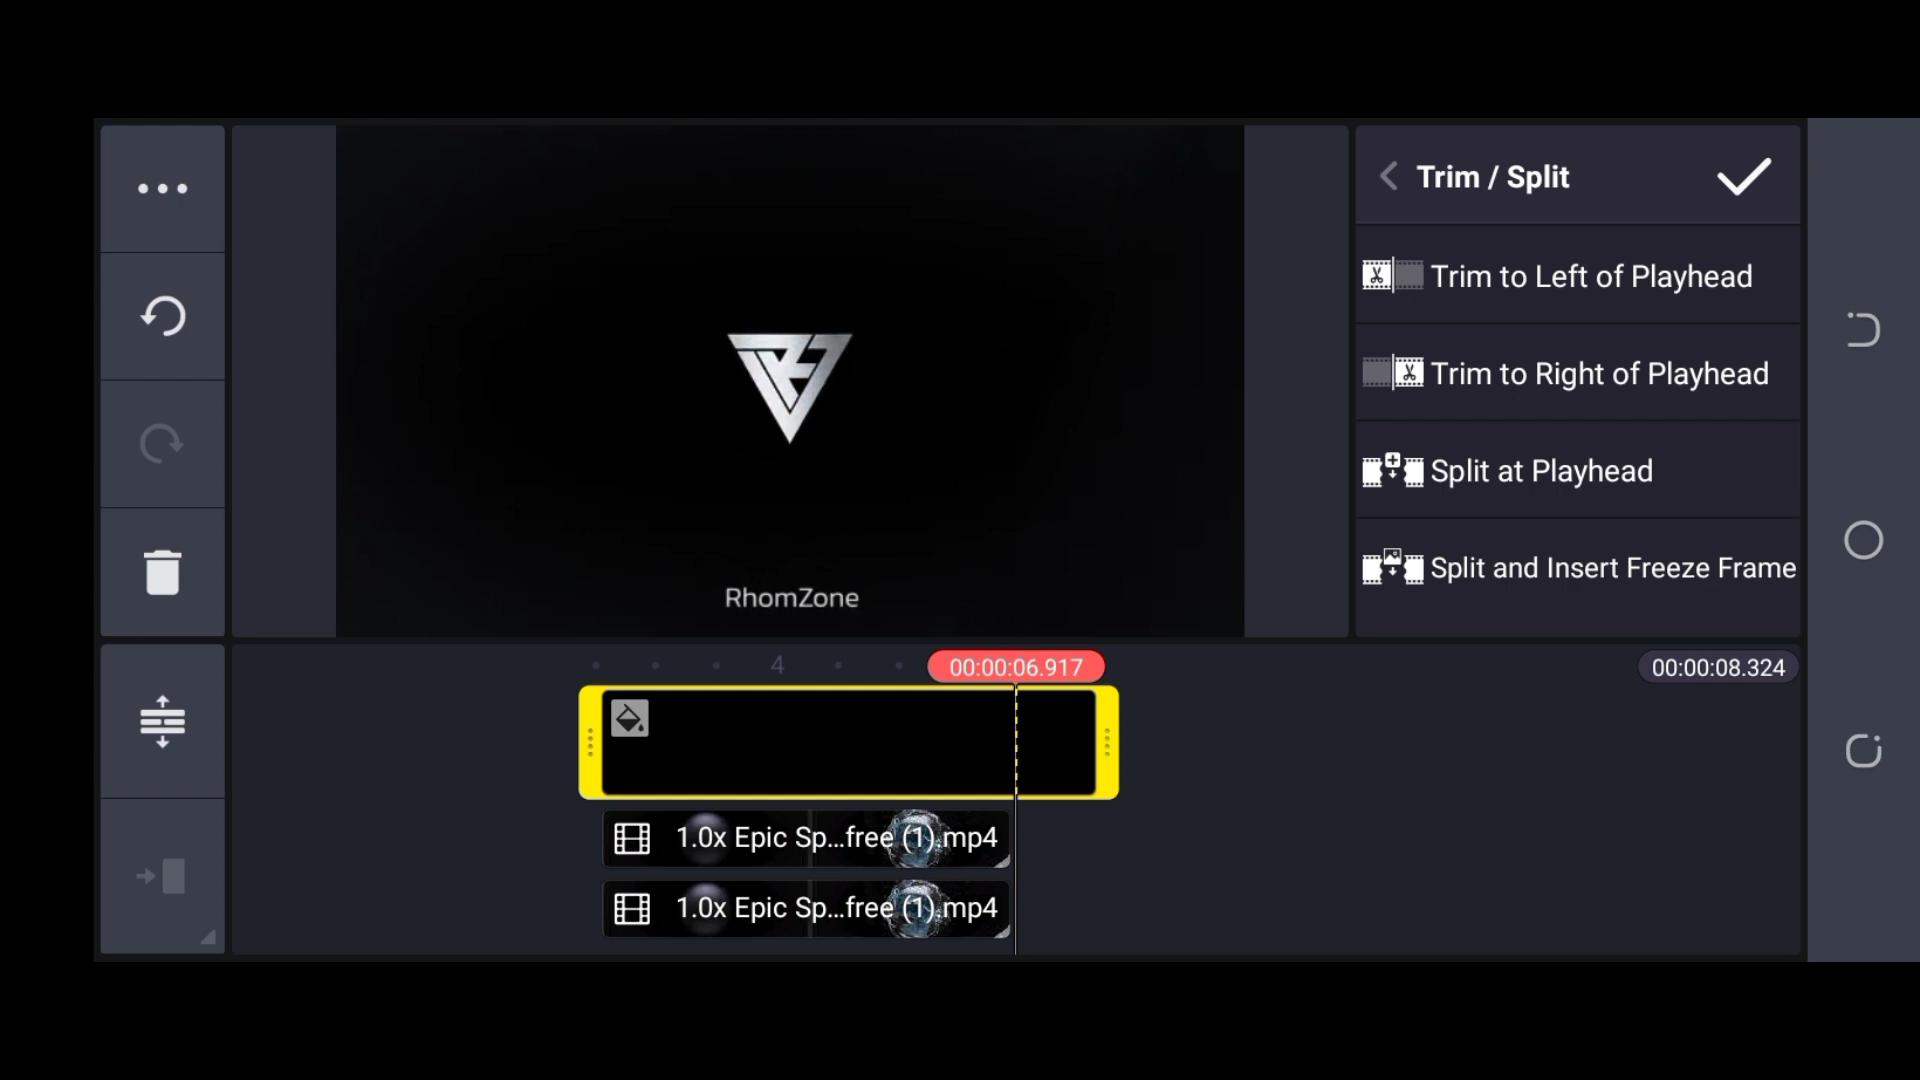 Trim / Split
Trim to Left of Playhead
Trim to Right of Playhead
Split at Playhead
Split and Insert Freeze Frame
RhomZone
4
00:00:06.917
00:00:08.324
1.0x Epic Sp...free (1).mp4
1.0x Epic Sp...free (1).mp4